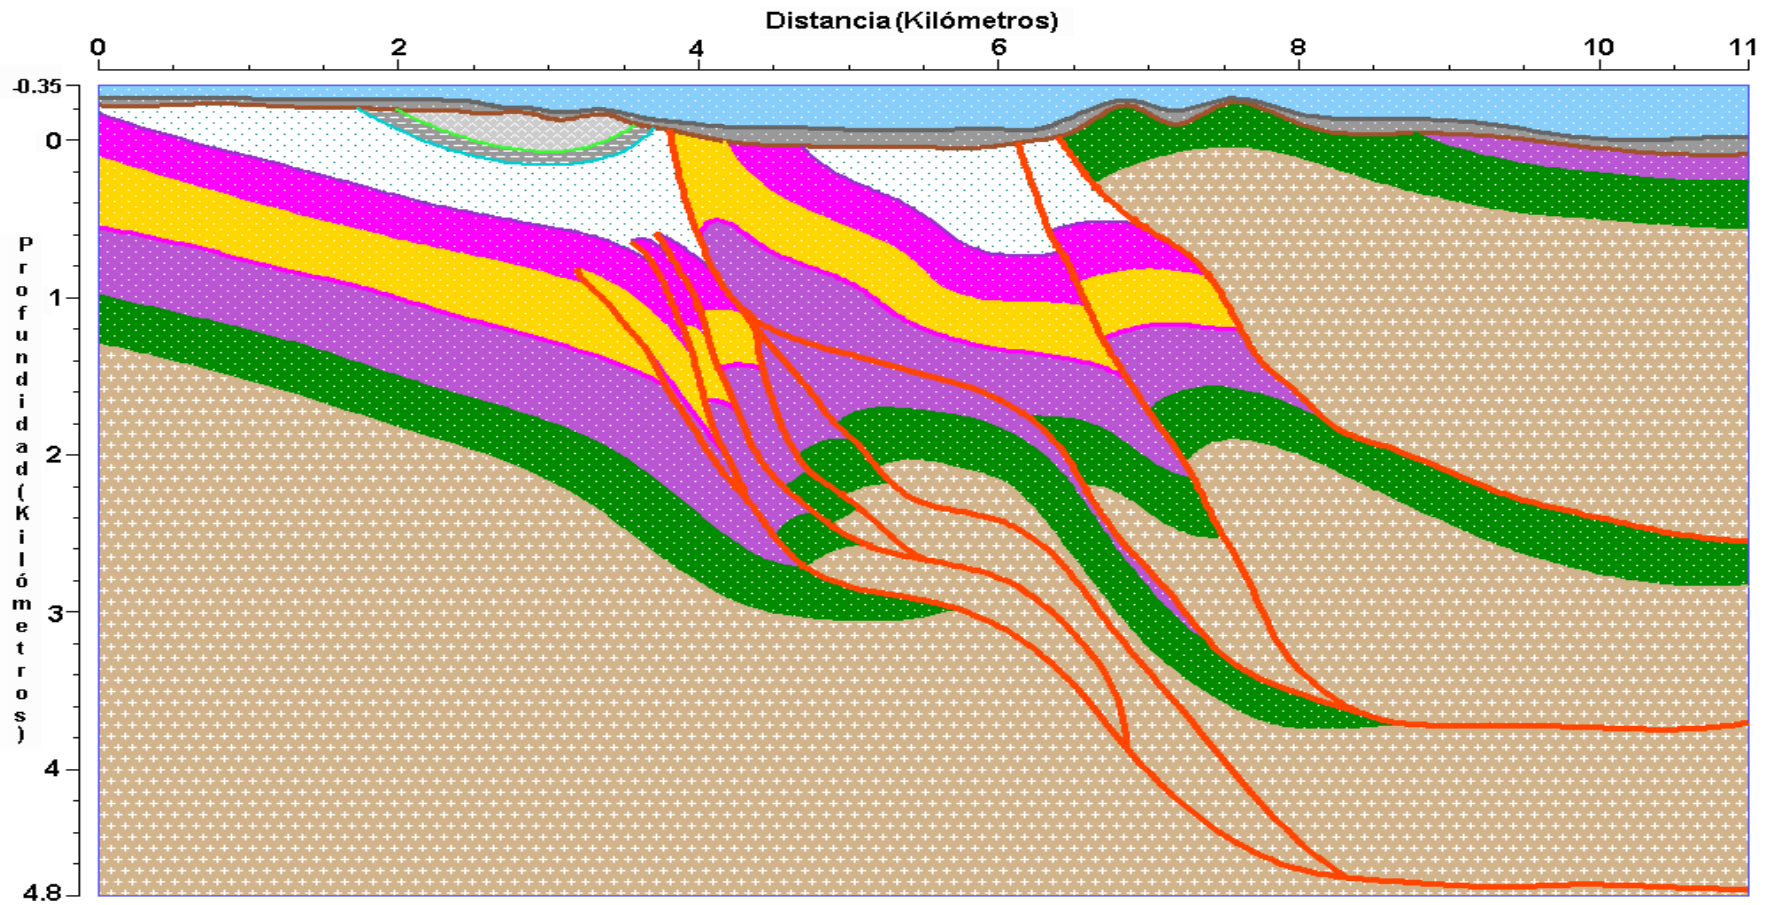 Distancia (Kilómetros)
0 2 4 6 8 10 11
-0.35
0
1
2
3
4
4.8
Profundidad (Kilómetros)